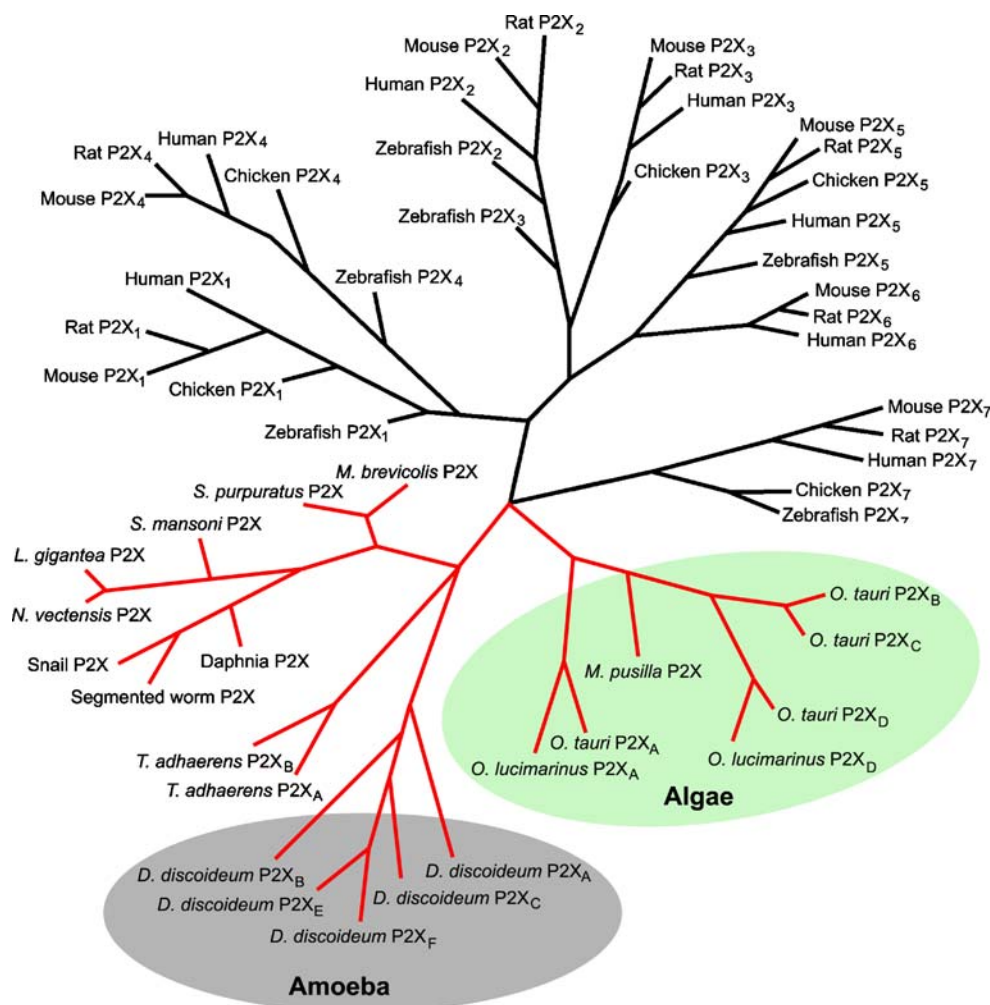 Rat P2X2
Mouse P2X2
Mouse P2X3
Rat P2X3
Human P2X2
Human P2X3
Mouse P2X5
Human P2X4
Rat P2X4
Zebrafish P2X2
Rat P2X5
Chicken P2X4
Chicken P2X3
Chicken P2X5
Mouse P2X4
Zebrafish P2X3
Human P2X5
Zebrafish P2X5
Human P2X1
Zebrafish P2X4
Mouse P2X6
Rat P2X6
Rat P2X1
Human P2X6
Mouse P2X1
Chicken P2X1
Mouse P2X7
Zebrafish P2X1
Rat P2X7
Human P2X7
M. brevicolis P2X
S. purpuratus P2X
Chicken P2X7
Zebrafish P2X7
S. mansoni P2X
L. gigantea P2X
N. vectensis P2X
O. tauri P2XB
O. tauri P2XC
Snail P2X
Daphnia P2X
M. pusilla P2X
Segmented worm P2X
O. tauri P2XD
O. tauri P2XA
T. adhaerens P2XB
O. lucimarinus P2XD
O. lucimarinus P2XA
T. adhaerens P2XA
Algae
D. discoideum P2XA
D. discoideum P2XB
D. discoideum P2XC
D. discoideum P2XE
D. discoideum P2XF
Amoeba